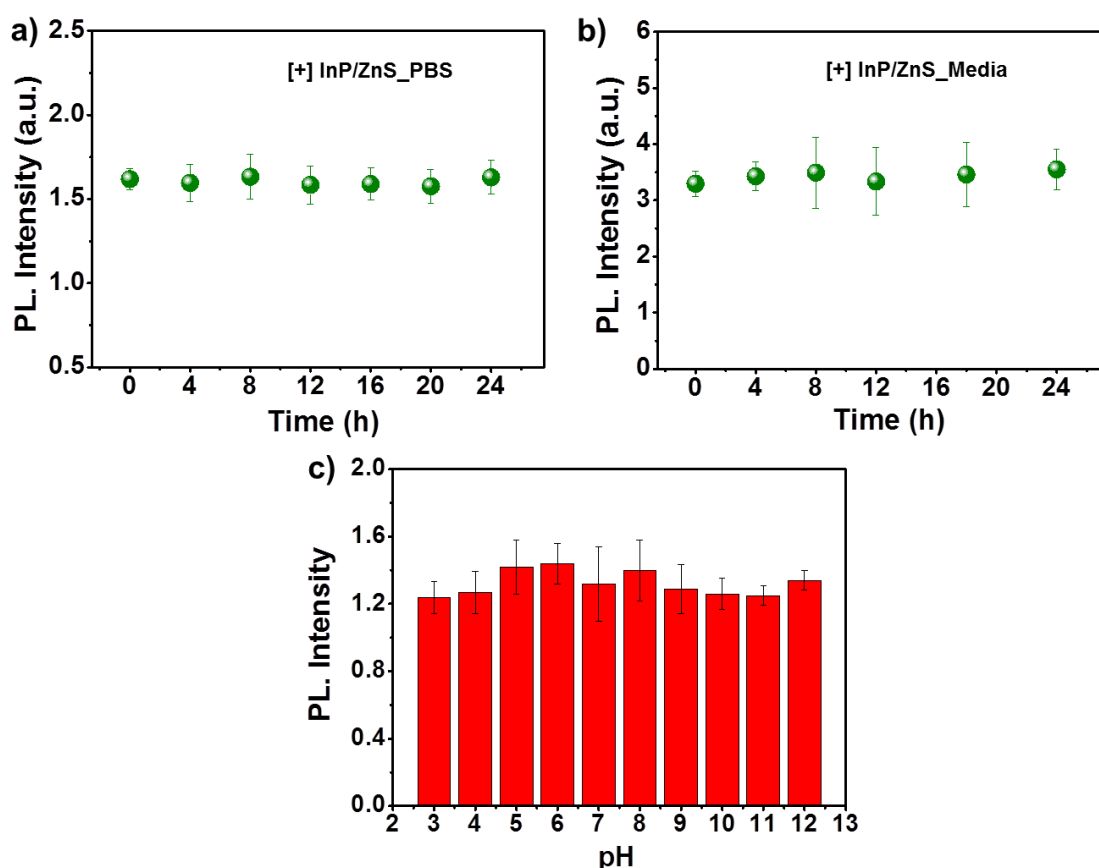 a)
[+] InP/ZnS_PBS
PL. Intensity (a.u.)
2.5
2.0
1.5
1.0
0.5
0 4 8 12 16 20 24
Time (h)
b)
[+] InP/ZnS_Media
PL. Intensity (a.u.)
6
5
4
3
2
1
0
0 4 8 12 16 20 24
Time (h)
c)
PL. Intensity
2.0
1.6
1.2
0.8
0.4
0.0
2 3 4 5 6 7 8 9 10 11 12 13
pH